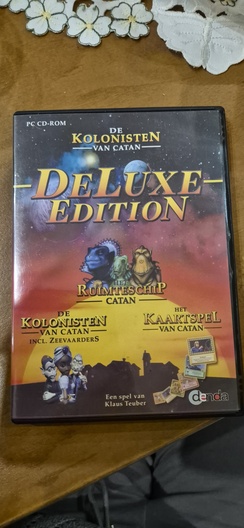 PC CD-ROM
DE
KOLONISTEN
VAN CATAN
DELUXE
EDITION
RUIMTESCHIP
CATAN
DE
KOLONISTEN
VAN CATAN
INCL. ZEEVAARDERS
HET
KAARTSPEL
VAN CATAN
Een spel van
Klaus Teuber
denda